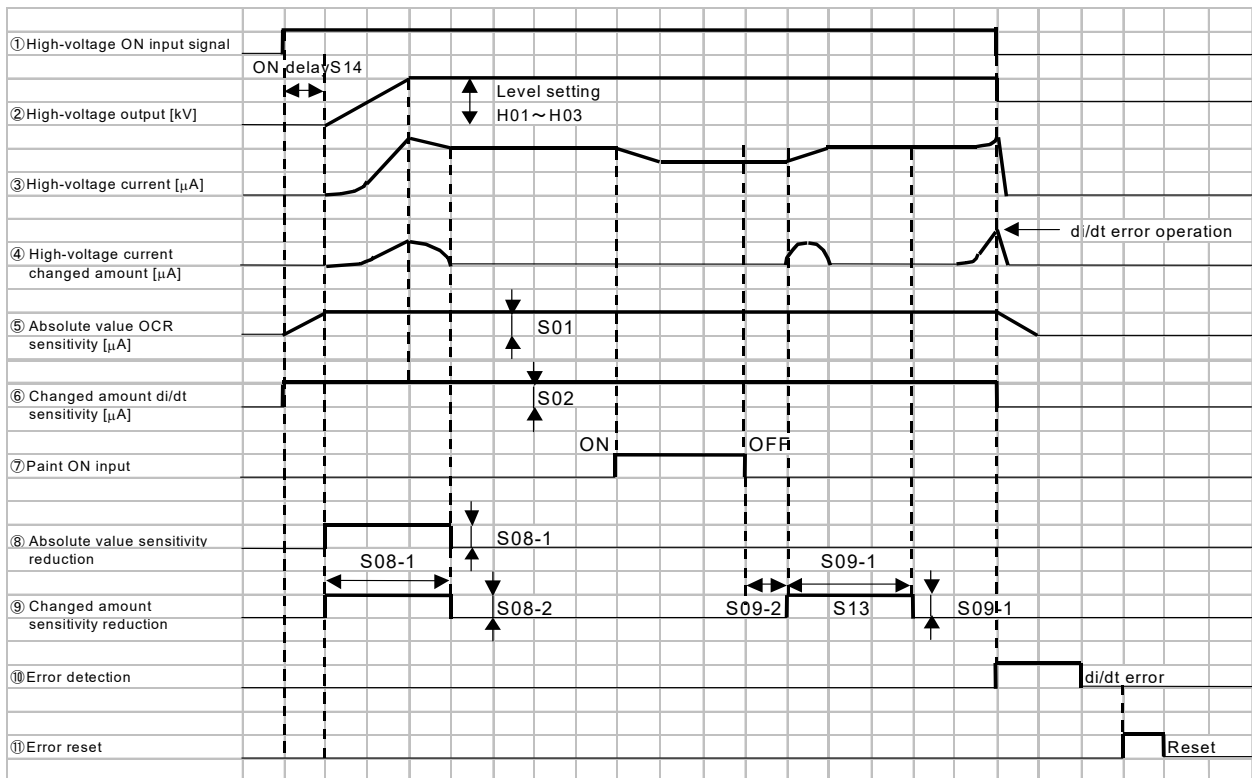 ①High-voltage ON input signal
ON delayS14
Level setting
H01～H03
②High-voltage output [kV]
③High-voltage current [μA]
di/dt error operation
④ High-voltage current
changed amount [μA]
⑤ Absolute value OCR
sensitivity [μA]
S01
⑥ Changed amount di/dt
sensitivity [μA]
S02
ON
OFF
⑦Paint ON input
⑧ Absolute value sensitivity
reduction
S08-1
S08-1
S09-1
⑨ Changed amount
sensitivity reduction
S08-2
S09-2
S13
S09-1
⑩Error detection
di/dt error
⑪Error reset
Reset